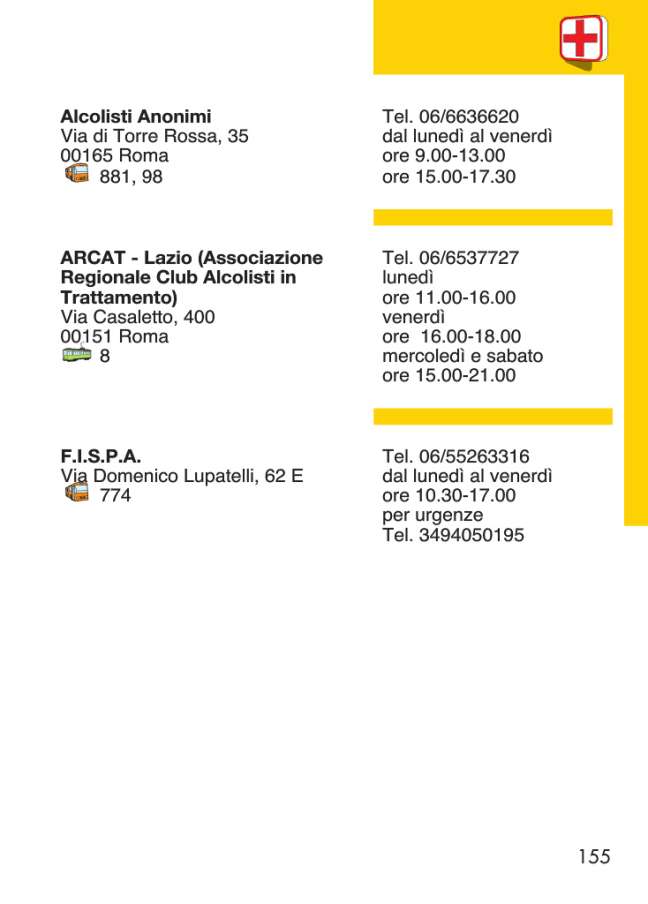 Alcolisti Anonimi
Via di Torre Rossa, 35
00165 Roma
881, 98
Tel. 06/6636620
dal lunedì al venerdì
ore 9.00-13.00
ore 15.00-17.30
ARCAT - Lazio (Associazione
Regionale Club Alcolisti in
Trattamento)
Via Casaletto, 400
00151 Roma
8
Tel. 06/6537727
lunedì
ore 11.00-16.00
venerdì
ore  16.00-18.00
mercoledì e sabato
ore 15.00-21.00
F.I.S.P.A.
Via Domenico Lupatelli, 62 E
774
Tel. 06/55263316
dal lunedì al venerdì
ore 10.30-17.00
per urgenze
Tel. 3494050195
155